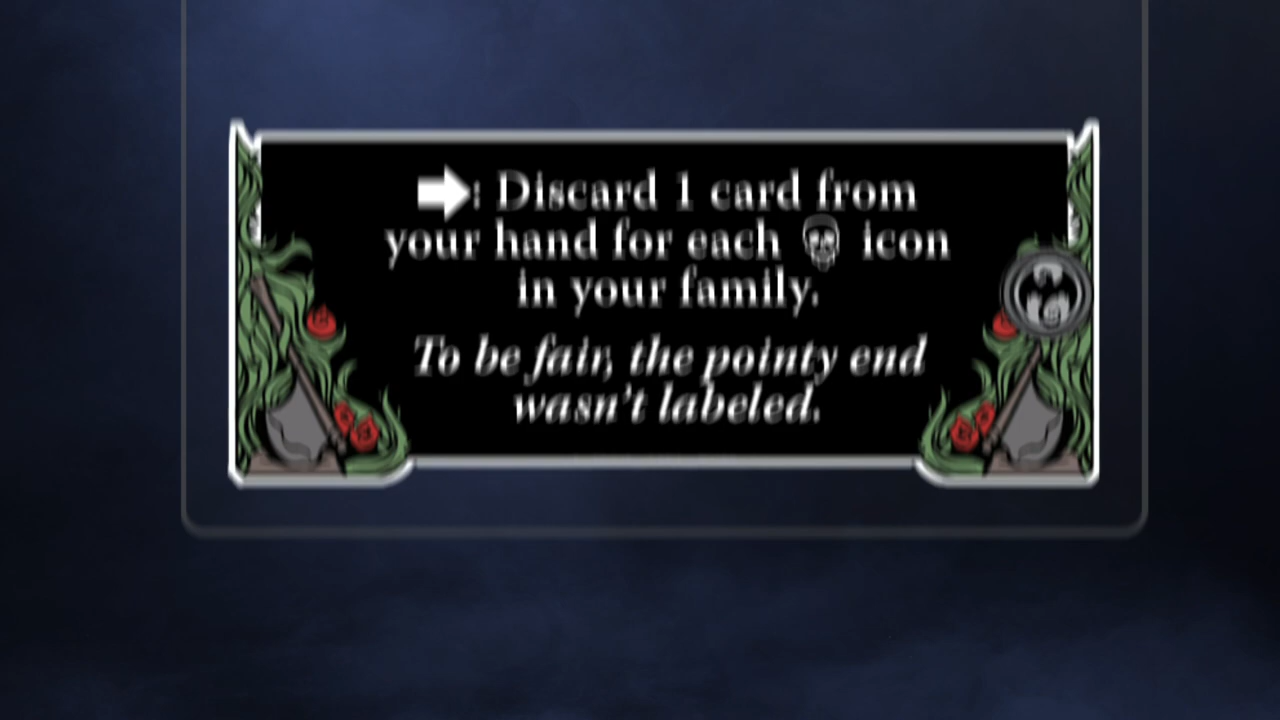 : Discard 1 card from
your hand for each icon
in your family.
To be fair, the pointy end
wasn't labeled.